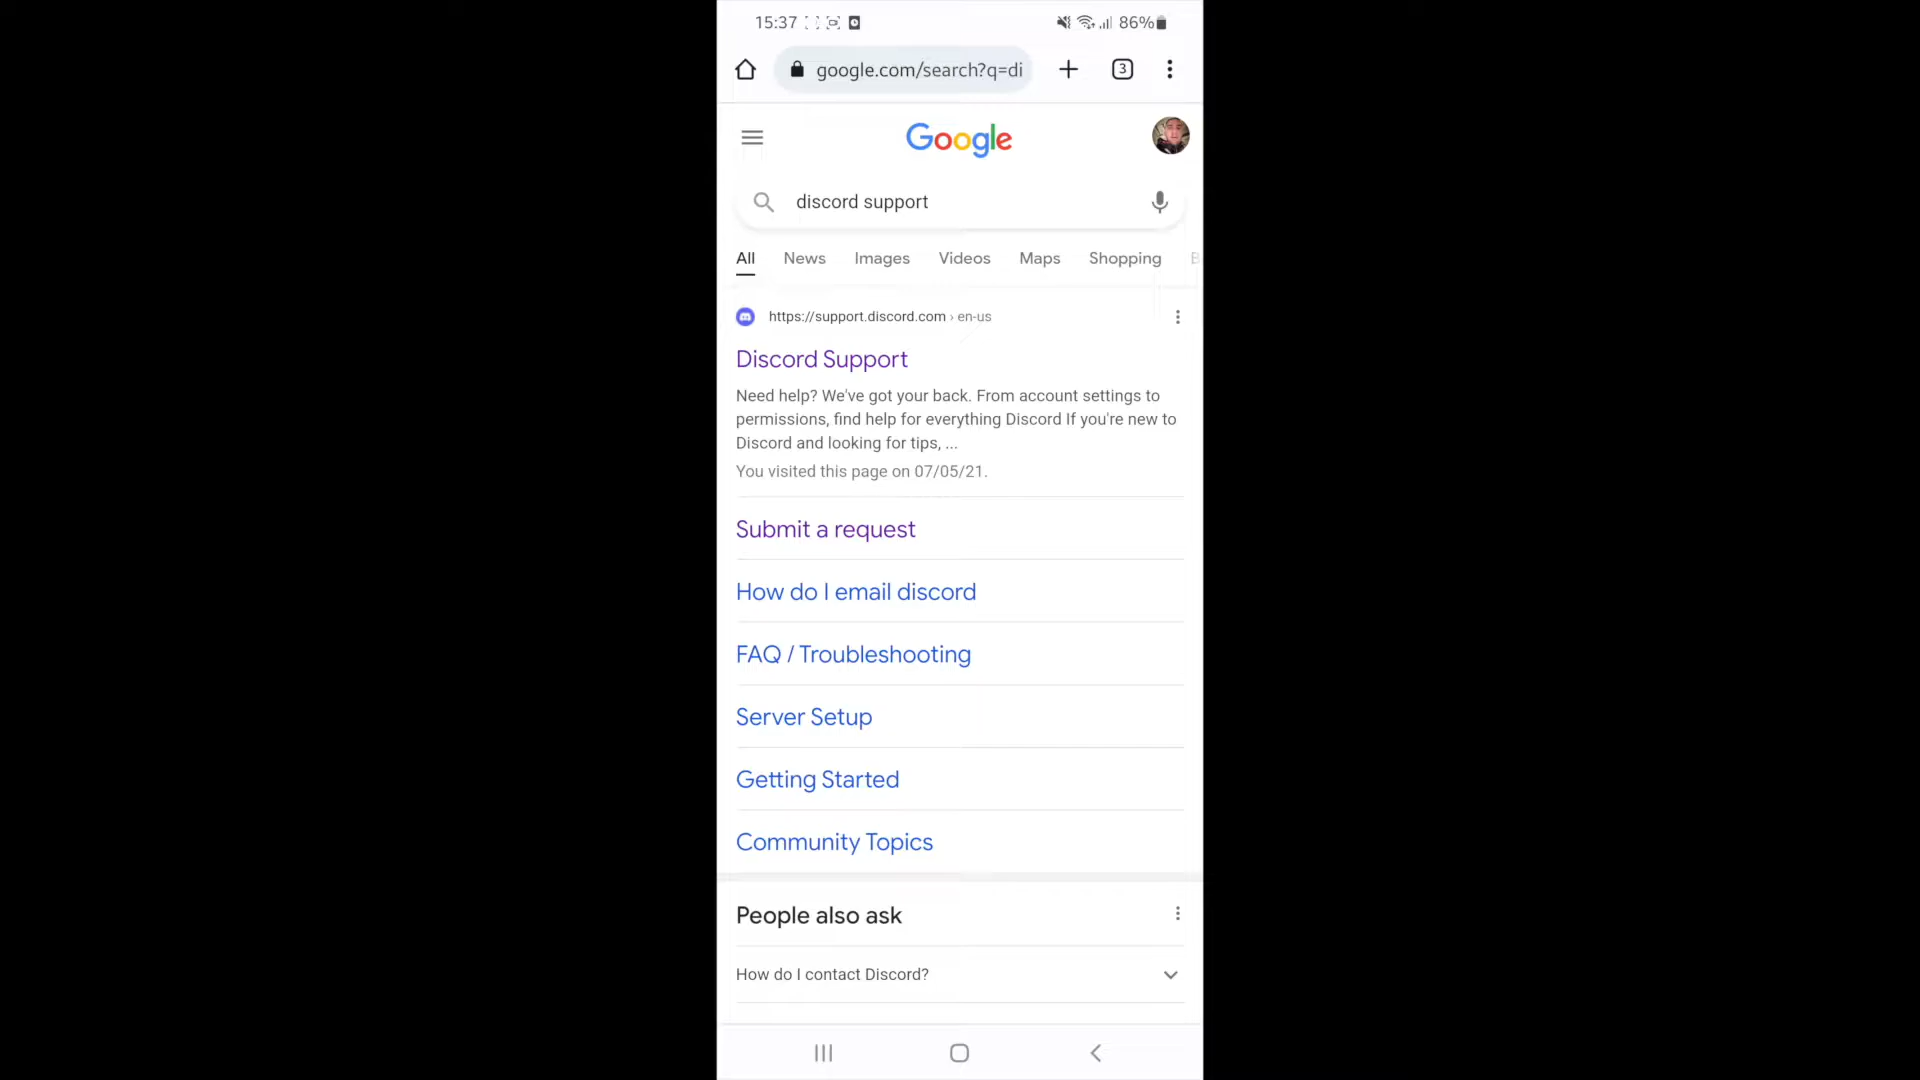 15:37
86%
google.com/search?q=di
3
Google
discord support
All News Images Videos Maps Shopping
https://support.discord.com › en-us
Discord Support
Need help? We've got your back. From account settings to
permissions, find help for everything Discord If you're new to
Discord and looking for tips, ...
You visited this page on 07/05/21.
Submit a request
How do I email discord
FAQ / Troubleshooting
Server Setup
Getting Started
Community Topics
People also ask
How do I contact Discord?